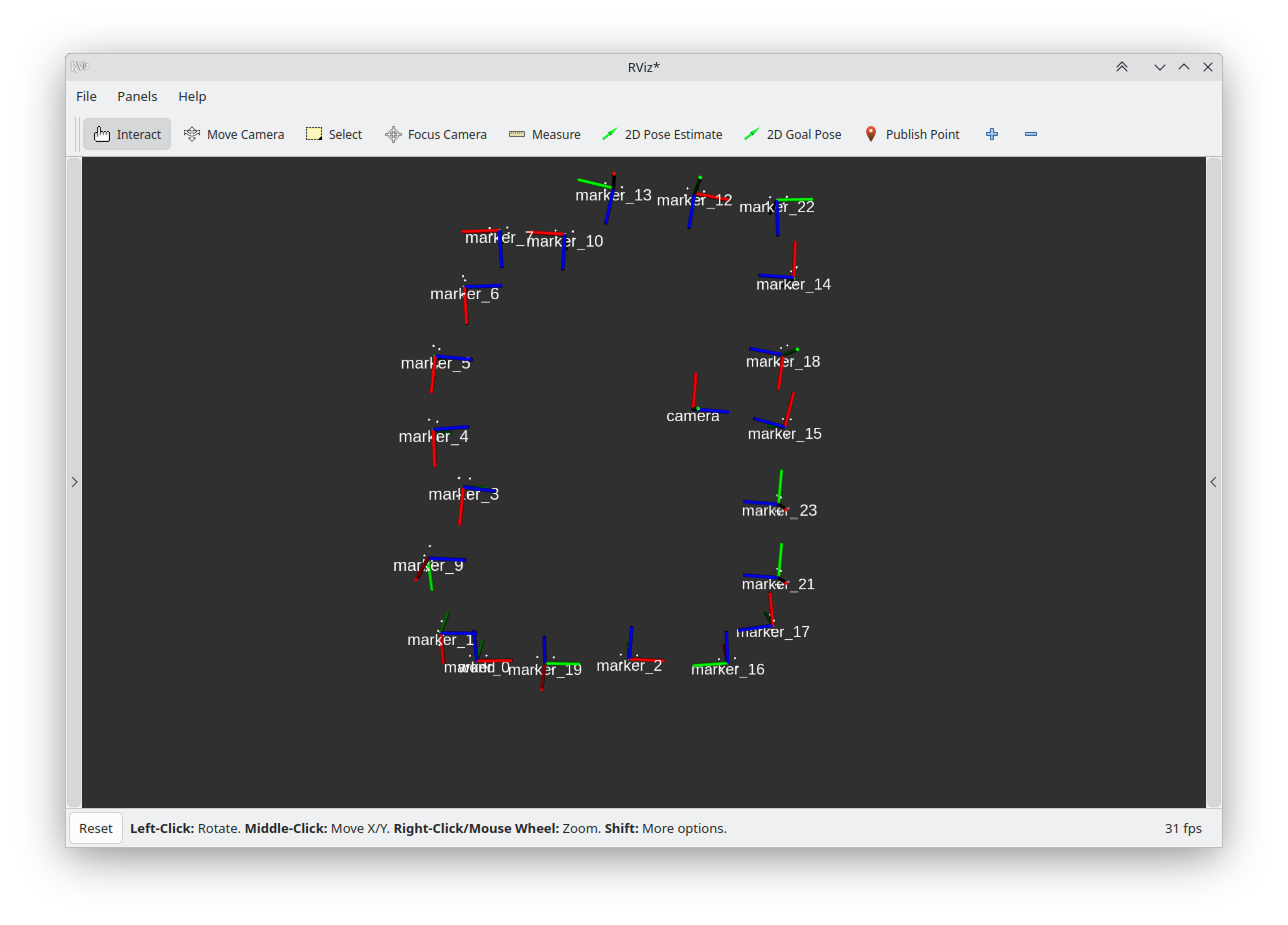 RViz*
File Panels Help
Interact Move Camera Select Focus Camera Measure 2D Pose Estimate 2D Goal Pose Publish Point
marker_13 marker_12 marker_22
marker_7 marker_10
marker_14
marker_6
marker_18
marker_5
camera
marker_15
marker_4
marker_3
marker_23
marker_9
marker_21
marker_17
marker_1
marker_0 marker_19 marker_2 marker_16
Reset Left-Click: Rotate. Middle-Click: Move X/Y. Right-Click/Mouse Wheel: Zoom. Shift: More options. 31 fps